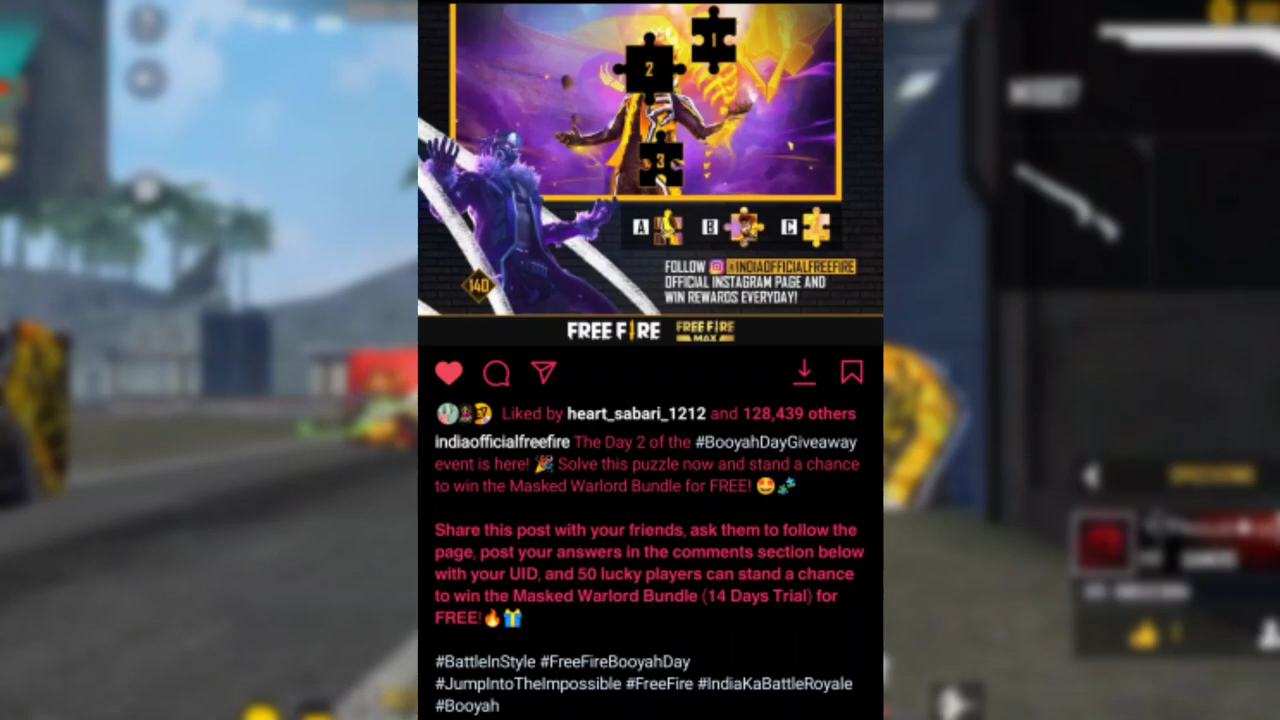 1
2
3
A
B
C
FOLLOW @INDIAOFFICIALFREEFIRE
OFFICIAL INSTAGRAM PAGE AND
WIN REWARDS EVERYDAY!
140
FREE FIRE FREE FIRE
MAX
Liked by heart_sabari_1212 and 128,439 others
indiaofficialfreefire The Day 2 of the #BooyahDayGiveaway
event is here! 🎉 Solve this puzzle now and stand a chance
to win the Masked Warlord Bundle for FREE! 🤩🧩
Share this post with your friends, ask them to follow the
page, post your answers in the comments section below
with your UID, and 50 lucky players can stand a chance
to win the Masked Warlord Bundle (14 Days Trial) for
FREE!🔥🎁
#BattleInStyle #FreeFireBooyahDay
#JumpIntoTheImpossible #FreeFire #IndiaKaBattleRoyale
#Booyah